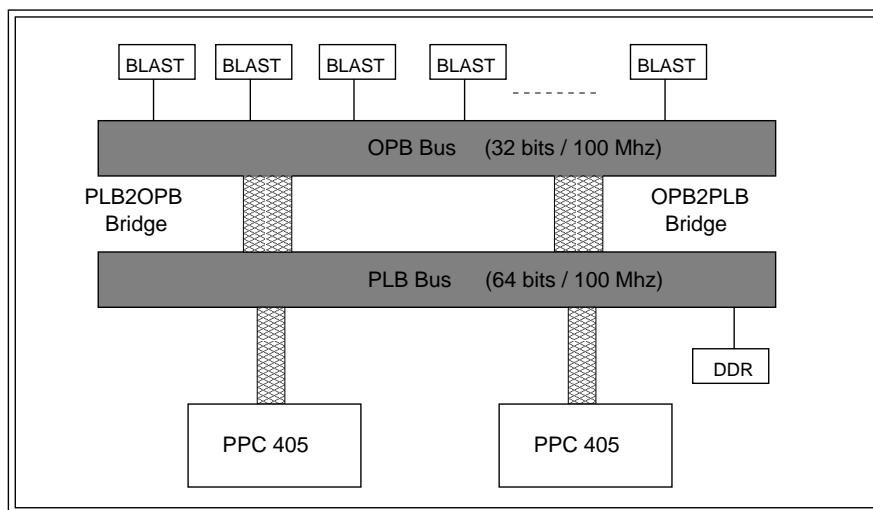 BLAST BLAST BLAST BLAST BLAST
OPB Bus (32 bits / 100 Mhz)
PLB2OPB
Bridge
OPB2PLB
Bridge
PLB Bus (64 bits / 100 Mhz)
DDR
PPC 405 PPC 405